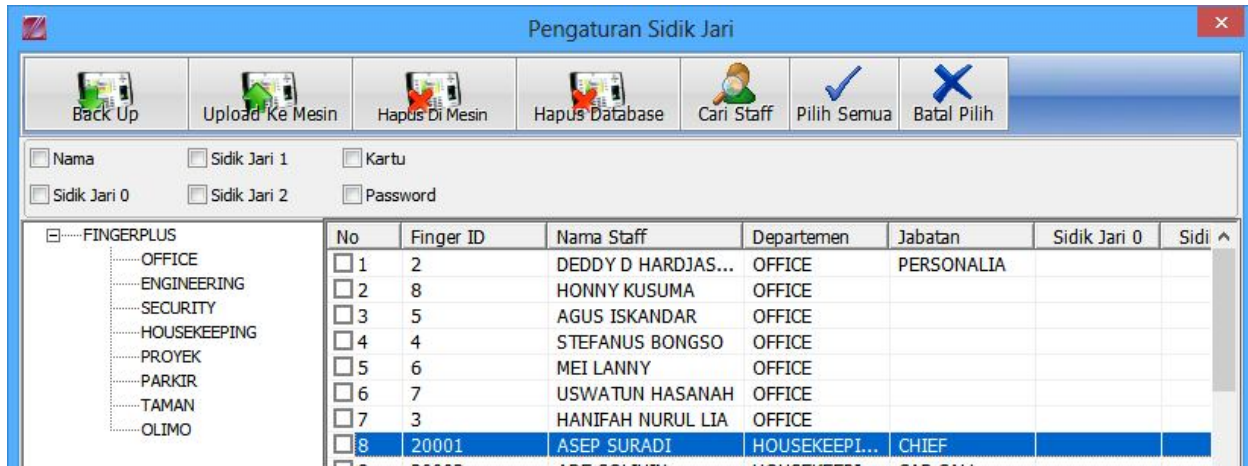 Pengaturan Sidik Jari
Back Up Upload Ke Mesin Hapus Di Mesin Hapus Database Cari Staff Pilih Semua Batal Pilih
Nama Sidik Jari 1 Kartu
Sidik Jari 0 Sidik Jari 2 Password
FINGERPLUS
OFFICE
ENGINEERING
SECURITY
HOUSEKEEPING
PROYEK
PARKIR
TAMAN
OLIMO
No Finger ID Nama Staff Departemen Jabatan Sidik Jari 0 Sidi
1 2 DEDDY D HARDJAS... OFFICE PERSONALIA
2 8 HONNY KUSUMA OFFICE
3 5 AGUS ISKANDAR OFFICE
4 4 STEFANUS BONGSO OFFICE
5 6 MEI LANNY OFFICE
6 7 USWATUN HASANAH OFFICE
7 3 HANIFAH NURUL LIA OFFICE
8 20001 ASEP SURADI HOUSEKEEPI... CHIEF